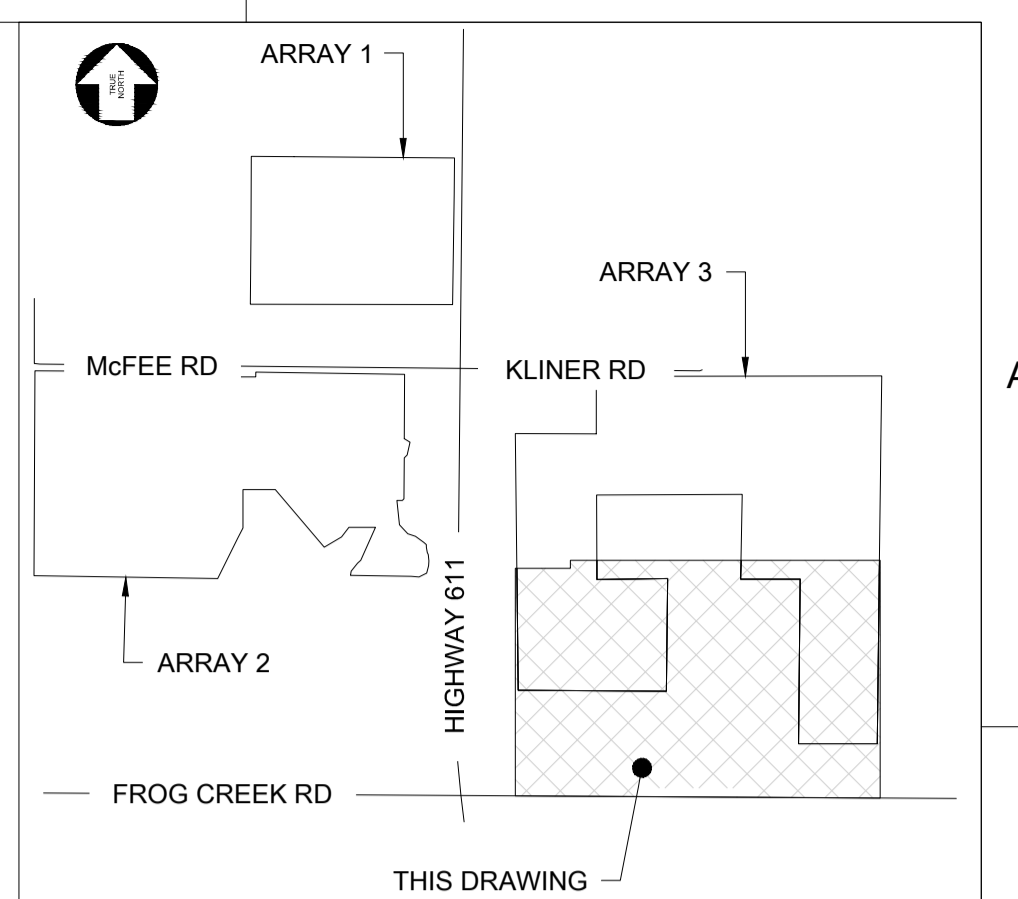 TRUE
NORTH
ARRAY 1
ARRAY 3
McFEE RD
KLINER RD
ARRAY 2
HIGHWAY 611
FROG CREEK RD
THIS DRAWING